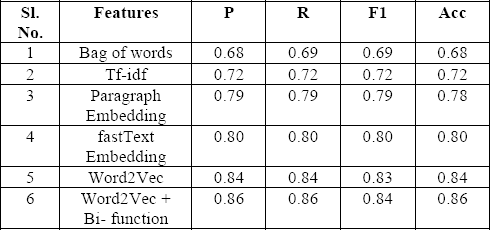 Sl. No. Features P R F1 Acc
1 Bag of words 0.68 0.69 0.69 0.68
2 Tf-idf 0.72 0.72 0.72 0.72
3 Paragraph Embedding 0.79 0.79 0.79 0.78
4 fastText Embedding 0.80 0.80 0.80 0.80
5 Word2Vec 0.84 0.84 0.83 0.84
6 Word2Vec + Bi- function 0.86 0.86 0.84 0.86